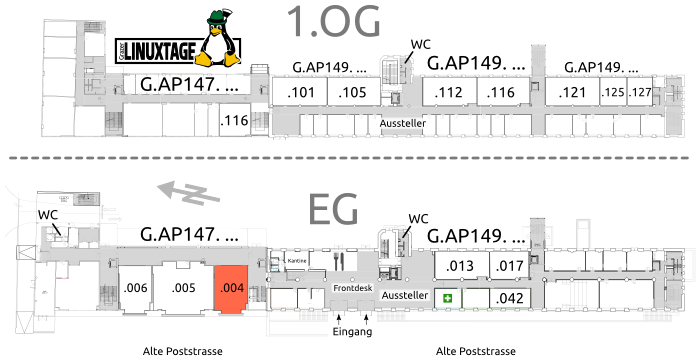 1.OG
Grazer
LINUXTAGE
WC
G.AP147. ...
G.AP149. ...
G.AP149. ...
G.AP149. ...
.101
.105
.112
.116
.121
.125
.127
.116
Aussteller
EG
WC
WC
G.AP147. ...
G.AP149. ...
Kantine
.013
.017
.006
.005
.004
Frontdesk
Aussteller
.042
Eingang
Alte Poststrasse
Alte Poststrasse